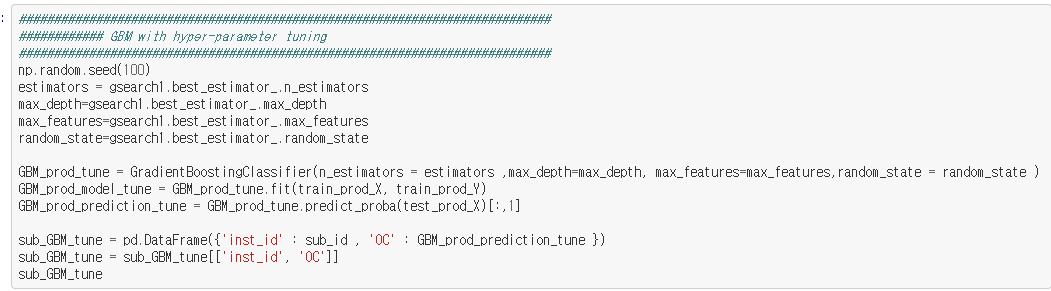 :
############################################################################
############ GBM with hyper-parameter tuning
############################################################################
np.random.seed(100)
estimators = gsearch1.best_estimator_.n_estimators
max_depth=gsearch1.best_estimator_.max_depth
max_features=gsearch1.best_estimator_.max_features
random_state=gsearch1.best_estimator_.random_state
GBM_prod_tune = GradientBoostingClassifier(n_estimators = estimators ,max_depth=max_depth, max_features=max_features,random_state = random_state )
GBM_prod_model_tune = GBM_prod_tune.fit(train_prod_X, train_prod_Y)
GBM_prod_prediction_tune = GBM_prod_tune.predict_proba(test_prod_X)[:,1]
sub_GBM_tune = pd.DataFrame({'inst_id' : sub_id , 'OC' : GBM_prod_prediction_tune })
sub_GBM_tune = sub_GBM_tune[['inst_id', 'OC']]
sub_GBM_tune